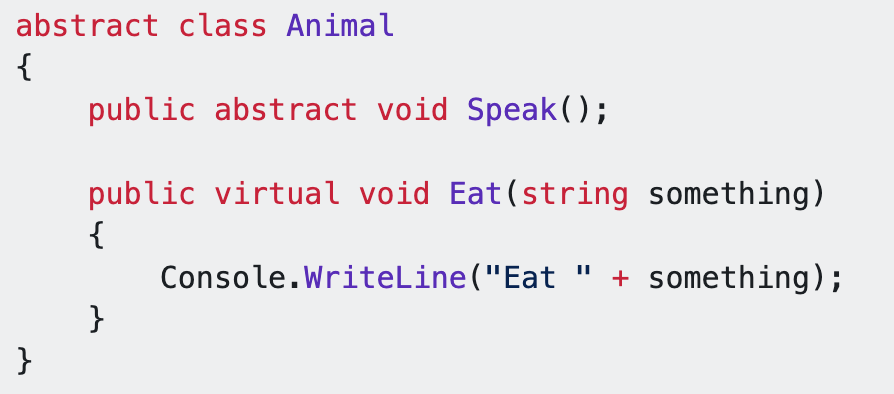 abstract class Animal
{
    public abstract void Speak();

    public virtual void Eat(string something)
    {
        Console.WriteLine("Eat " + something);
    }
}